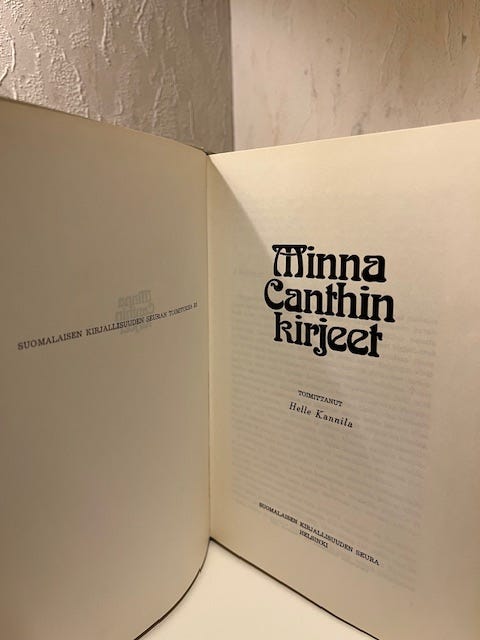 SUOMALAISEN KIRJALLISUUDEN SEURAN TOIMITUKSIA
Minna
Canthin
kirjeet
TOIMITTANUT
Helle Kannila
SUOMALAISEN KIRJALLISUUDEN SEURA
HELSINKI